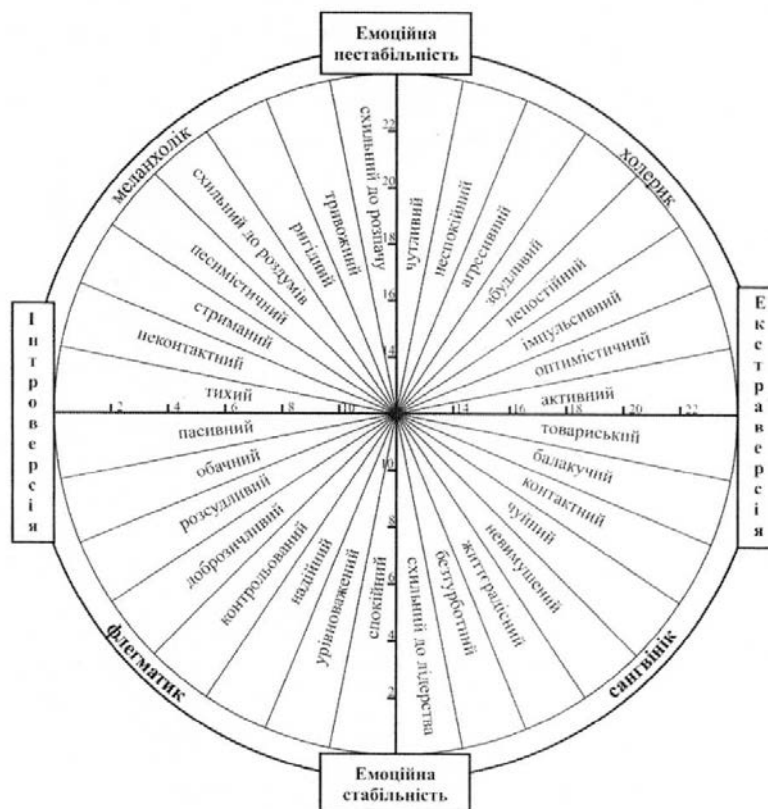 Емоційна
нестабільність
меланхолік
холерик
схильний до розпачу
тривожний
ригідний
схильний до роздумів
песимістичний
стриманий
неконтактний
тихий
чутливий
неспокійний
агресивний
збудливий
непостійний
імпульсивний
оптимістичний
активний
22
20
18
16
14
Інтроверсія
2
4
6
8
10
14
16
18
20
22
Екстраверсія
пасивний
обачний
розсудливий
доброзичливий
контрольований
надійний
урівноважений
спокійний
товариський
балакучий
контактний
чуйний
невимушений
життєрадісний
безтурботний
схильний до лідерства
10
8
6
4
2
флегматик
сангвінік
Емоційна
стабільність